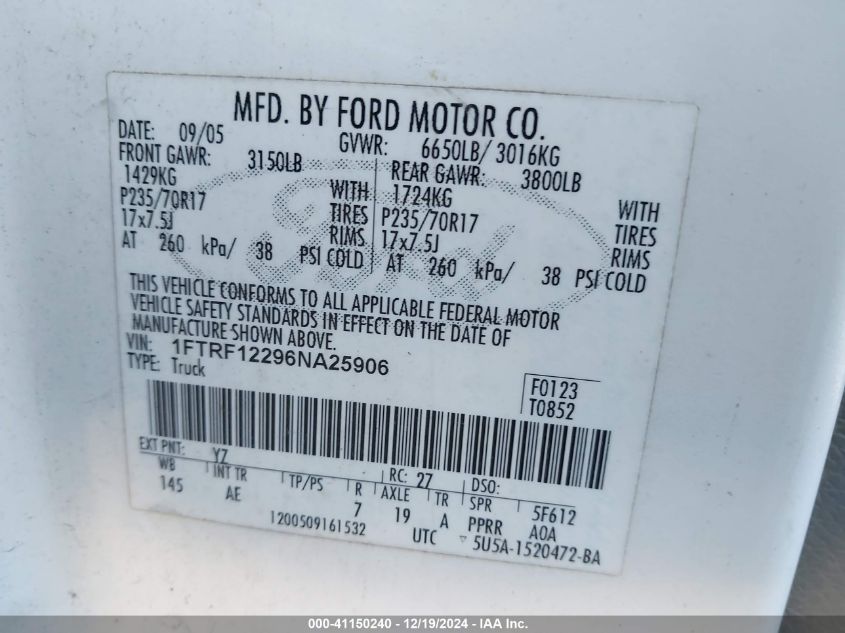 MFD. BY FORD MOTOR CO.
DATE: 09/05 GVWR: 6650LB/ 3016KG
FRONT GAWR: 3150LB REAR GAWR: 3800LB
1429KG WITH 1724KG WITH
P235/70R17 TIRES P235/70R17 TIRES
17x7.5J RIMS 17x7.5J RIMS
AT 260 kPa/ 38 PSI COLD AT 260 kPa/ 38 PSI COLD
Ford
THIS VEHICLE CONFORMS TO ALL APPLICABLE FEDERAL MOTOR
VEHICLE SAFETY STANDARDS IN EFFECT ON THE DATE OF
MANUFACTURE SHOWN ABOVE.
VIN: 1FTRF12296NA25906
TYPE: Truck
F0123
T0852
EXT PNT: YZ RC: 27 DSO:
WB INT TR TP/PS R AXLE TR SPR 5F612
145 AE 7 19 A PPRR A0A
1200509161532 UTC 5U5A-1520472-BA
000-41150240 - 12/19/2024 - IAA Inc.